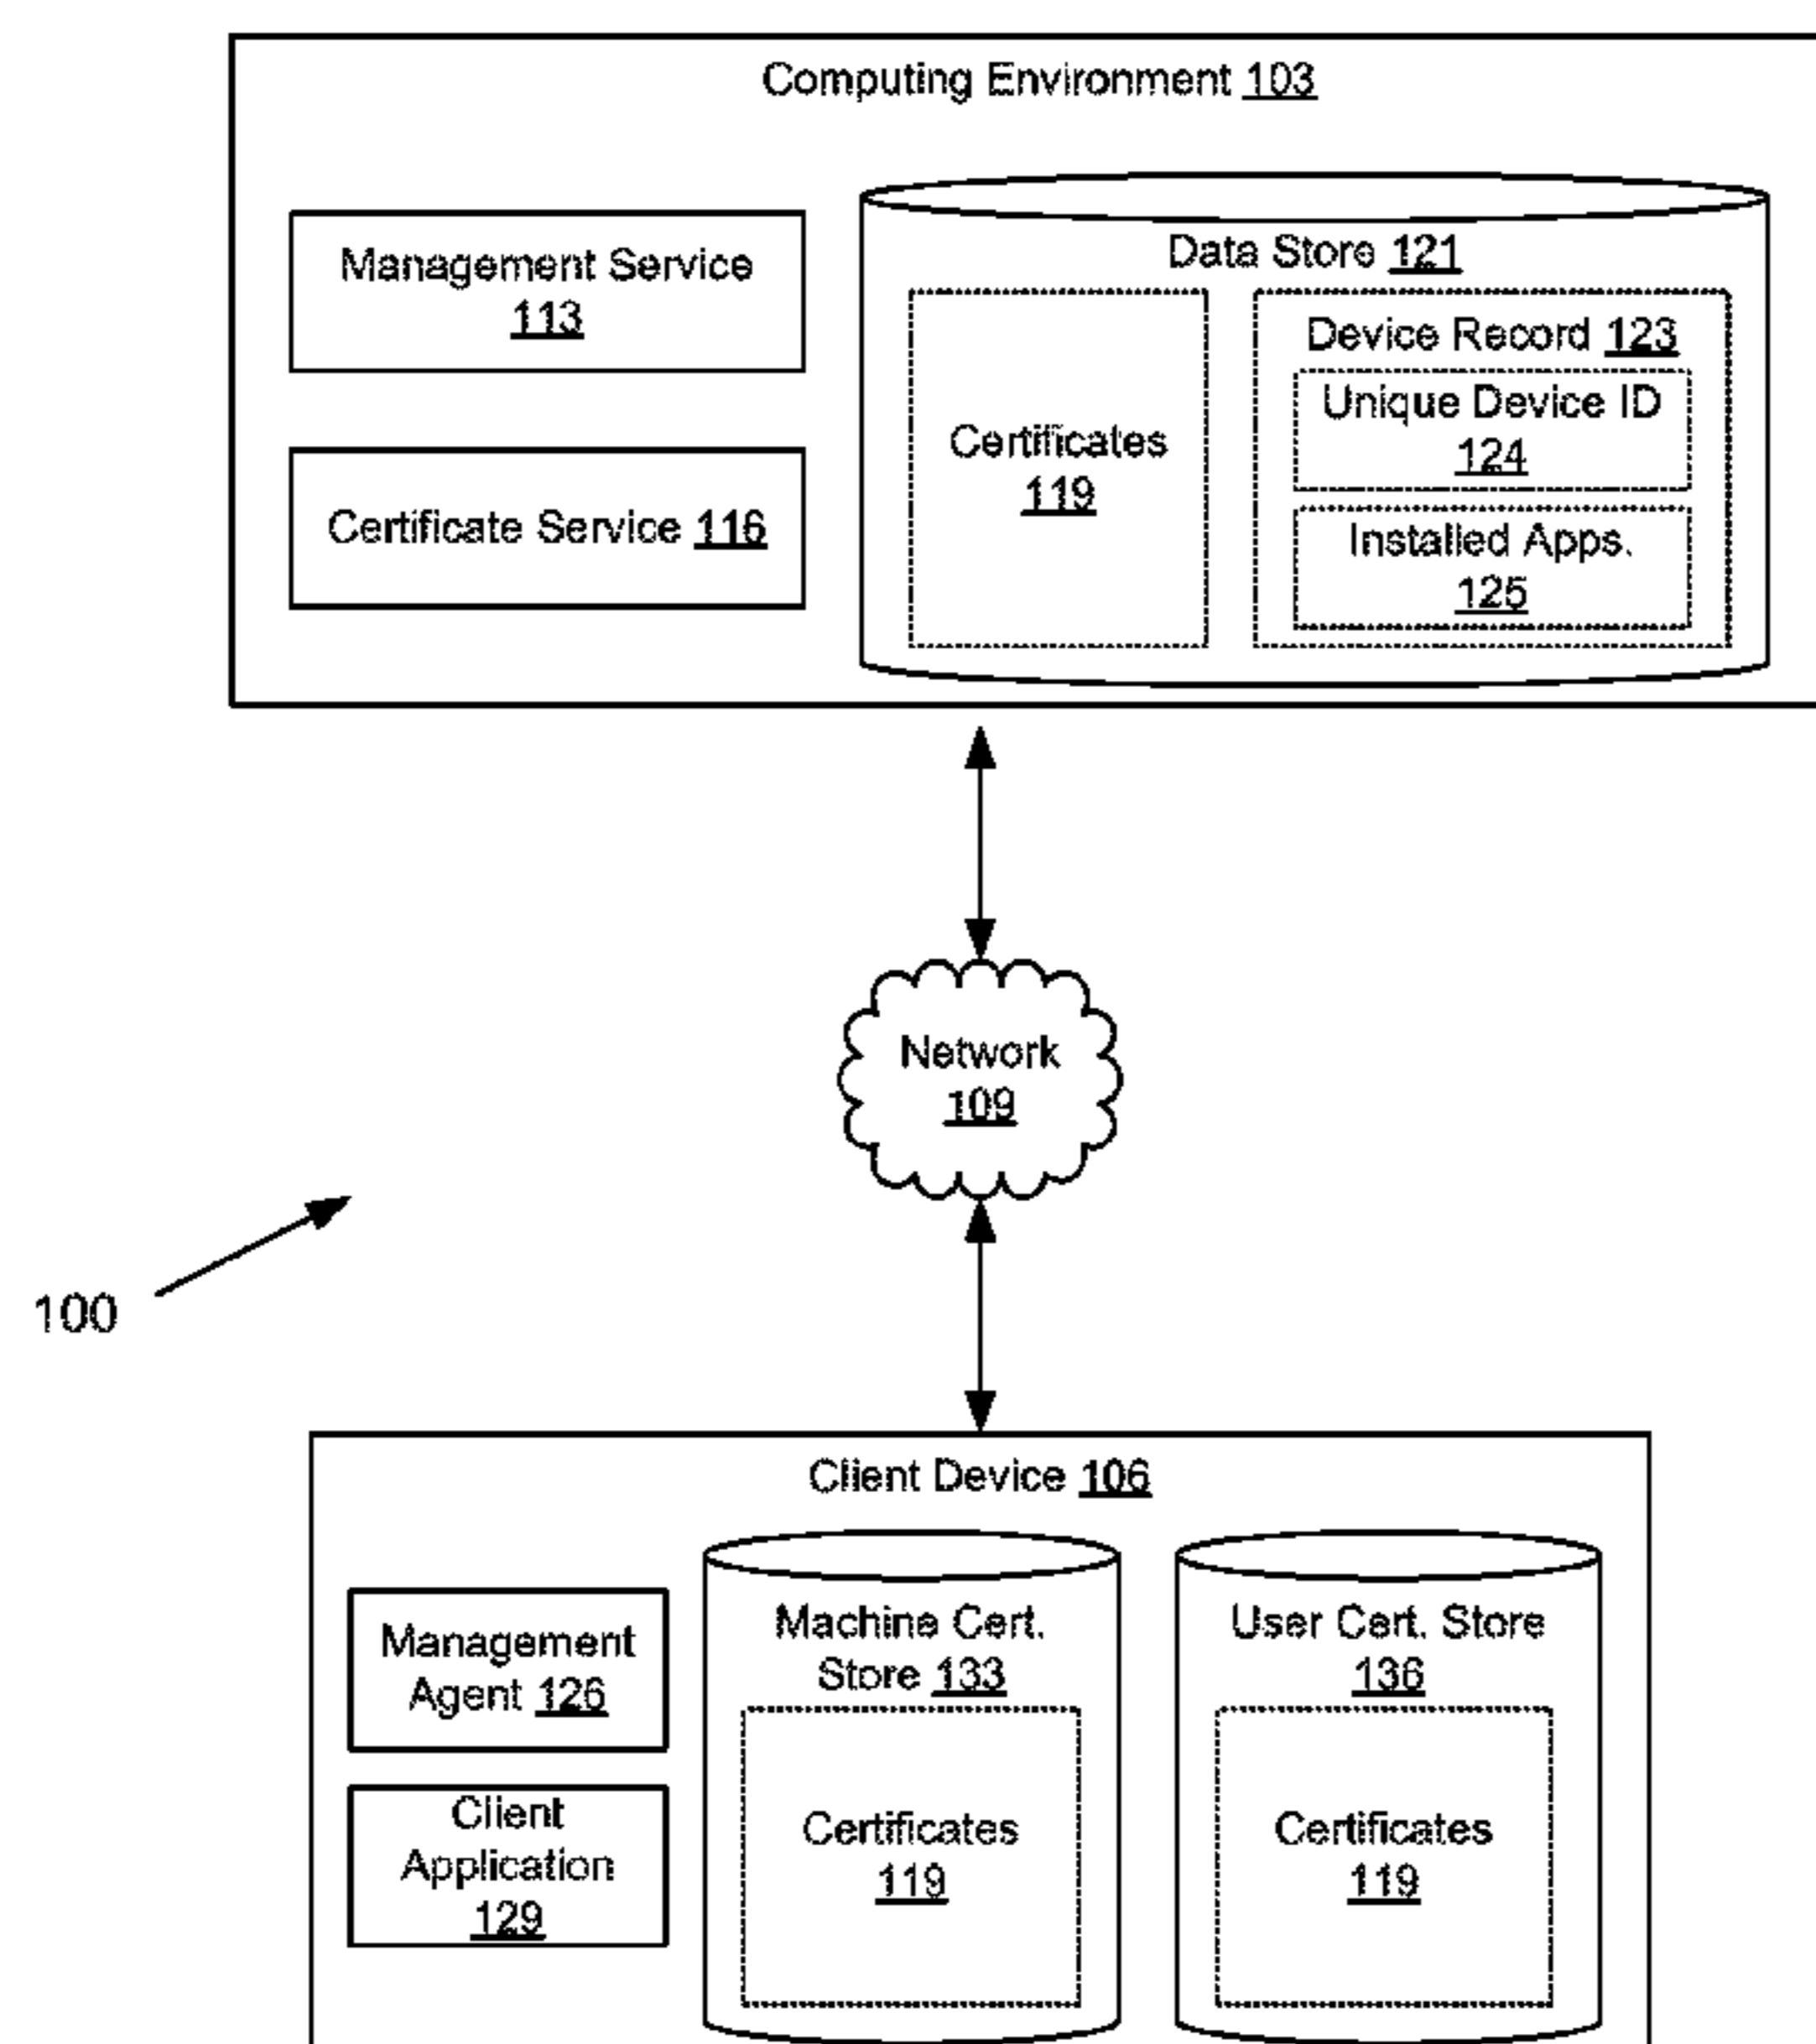 Computing Environment 103
Management Service
113
Certificate Service 116
Data Store 121
Certificates
119
Device Record 123
Unique Device ID
124
Installed Apps.
125
Network
109
100
Client Device 106
Management
Agent 126
Client
Application
129
Machine Cert.
Store 133
Certificates
119
User Cert. Store
136
Certificates
119